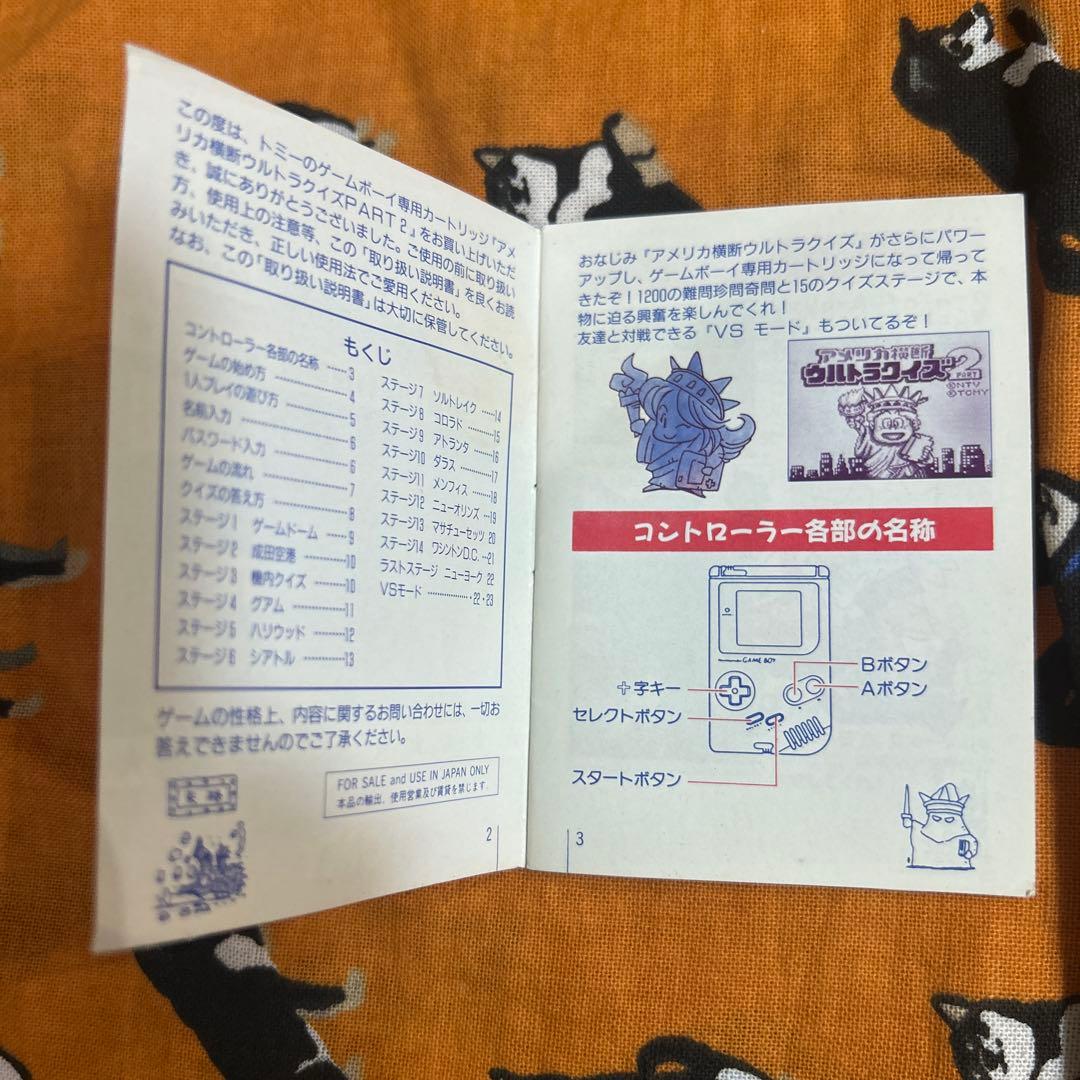 この度は、トミーのゲームボーイ専用カートリッジ「アメ
リカ横断ウルトラクイズPART2」をお買い上げいただ
き、誠にありがとうございました。ご使用の前に取り扱い
方、使用上の注意等、この「取り扱い説明書」を良くお読
みいただき、正しい使用法でご愛用ください。
なお、この「取り扱い説明書」は大切に保管してください。
もくじ
コントローラー各部の名称 ……3
ゲームの始め方 …………4
1人プレイの遊び方 …………5
名前入力 …………6
パスワード入力 …………6
ゲームの流れ …………7
クイズの答え方 …………8
ステージ1 ゲームドーム ………9
ステージ2 成田空港 …………10
ステージ3 機内クイズ ………10
ステージ4 グアム …………11
ステージ5 ハリウッド ………12
ステージ6 シアトル …………13
ステージ7 ソルトレイク ……14
ステージ8 コロラド …………15
ステージ9 アトランタ ………16
ステージ10 ダラス …………17
ステージ11 メンフィス ………18
ステージ12 ニューオリンズ …19
ステージ13 マサチューセッツ 20
ステージ14 ワシントンD.C. …21
ラストステージ ニューヨーク 22
VSモード ………………22・23
ゲームの性格上、内容に関するお問い合わせには、一切お
答えできませんのでご了承ください。
FOR SALE and USE IN JAPAN ONLY
本品の輸出、使用営業及び賃貸を禁じます。
2
おなじみ『アメリカ横断ウルトラクイズ』がさらにパワー
アップし、ゲームボーイ専用カートリッジになって帰って
きたぞ！1200の難問珍問奇問と15のクイズステージで、本
物に迫る興奮を楽しんでくれ！
友達と対戦できる『VS モード』もついてるぞ！
アメリカ横断
ウルトラクイズ
PART2
©NTV
©TOMY
コントローラー各部の名称
GAME BOY
Bボタン
Aボタン
十字キー
セレクトボタン
スタートボタン
3